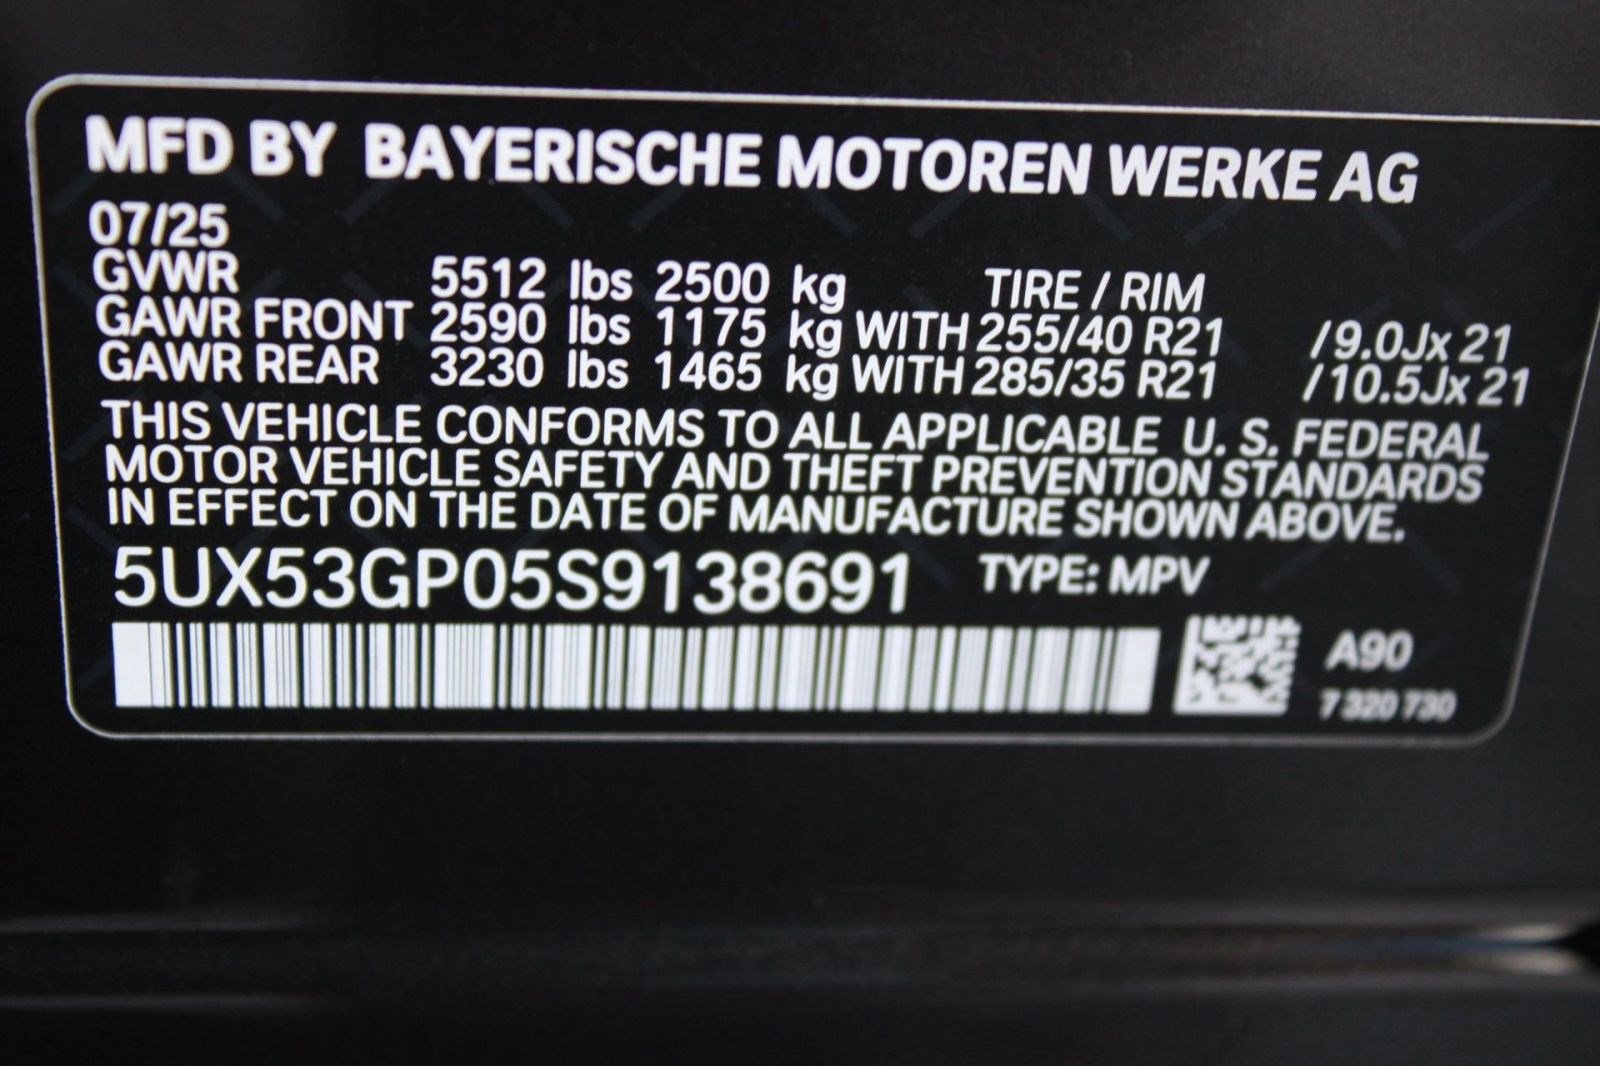 MFD BY BAYERISCHE MOTOREN WERKE AG
07/25
GVWR 5512 lbs 2500 kg TIRE / RIM
GAWR FRONT 2590 lbs 1175 kg WITH 255/40 R21 /9.0Jx 21
GAWR REAR 3230 lbs 1465 kg WITH 285/35 R21 /10.5Jx 21
THIS VEHICLE CONFORMS TO ALL APPLICABLE U. S. FEDERAL
MOTOR VEHICLE SAFETY AND THEFT PREVENTION STANDARDS
IN EFFECT ON THE DATE OF MANUFACTURE SHOWN ABOVE.
5UX53GP05S9138691 TYPE: MPV
A90
7 320 730